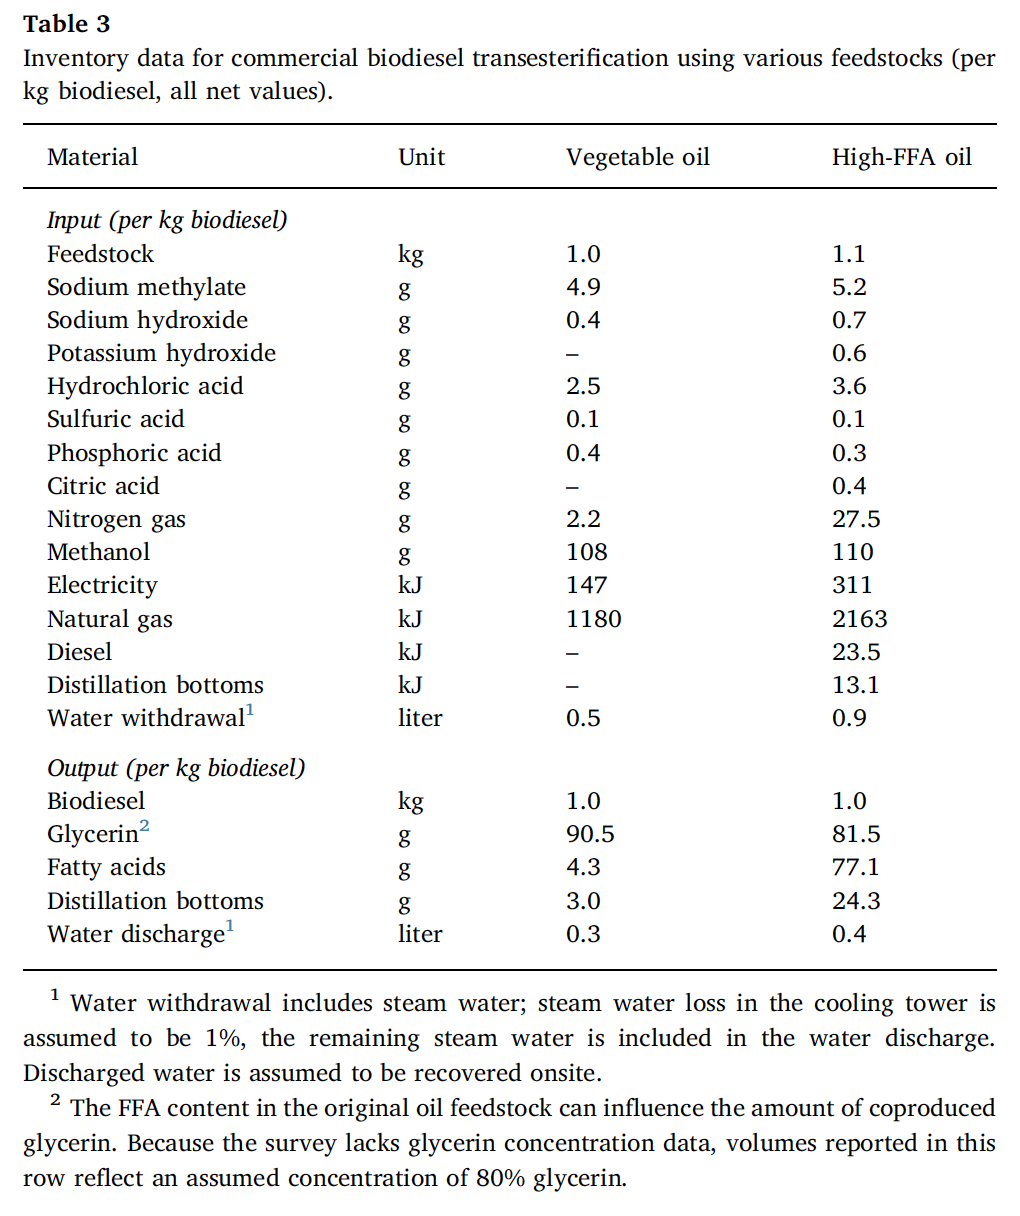 Table 3
Inventory data for commercial biodiesel transesterification using various feedstocks (per
kg biodiesel, all net values).
Material Unit Vegetable oil High-FFA oil
Input (per kg biodiesel)
Feedstock kg 1.0 1.1
Sodium methylate g 4.9 5.2
Sodium hydroxide g 0.4 0.7
Potassium hydroxide g – 0.6
Hydrochloric acid g 2.5 3.6
Sulfuric acid g 0.1 0.1
Phosphoric acid g 0.4 0.3
Citric acid g – 0.4
Nitrogen gas g 2.2 27.5
Methanol g 108 110
Electricity kJ 147 311
Natural gas kJ 1180 2163
Diesel kJ – 23.5
Distillation bottoms kJ – 13.1
Water withdrawal¹ liter 0.5 0.9
Output (per kg biodiesel)
Biodiesel kg 1.0 1.0
Glycerin² g 90.5 81.5
Fatty acids g 4.3 77.1
Distillation bottoms g 3.0 24.3
Water discharge¹ liter 0.3 0.4
¹ Water withdrawal includes steam water; steam water loss in the cooling tower is
assumed to be 1%, the remaining steam water is included in the water discharge.
Discharged water is assumed to be recovered onsite.
² The FFA content in the original oil feedstock can influence the amount of coproduced
glycerin. Because the survey lacks glycerin concentration data, volumes reported in this
row reflect an assumed concentration of 80% glycerin.